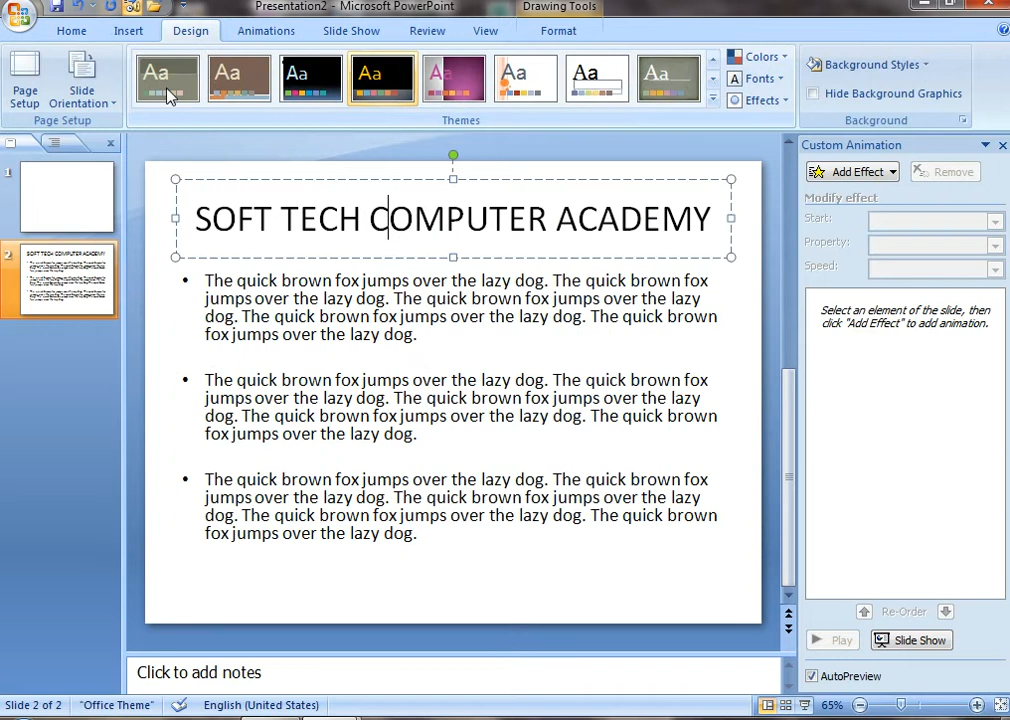 Presentation2 - Microsoft PowerPoint
Drawing Tools
Home Insert Design Animations Slide Show Review View Format
Aa Aa Aa Aa Aa Aa Aa Aa
Colors
Fonts
Effects
Background Styles
Hide Background Graphics
Page
Setup
Slide
Orientation
Page Setup
Themes
Background
Custom Animation
Add Effect
Remove
Modify effect
Start:
Property:
Speed:
Select an element of the slide, then
click "Add Effect" to add animation.
Re-Order
Play
Slide Show
AutoPreview
1
2
SOFT TECH COMPUTER ACADEMY
SOFT TECH COMPUTER ACADEMY
• The quick brown fox jumps over the lazy dog. The quick brown fox
jumps over the lazy dog. The quick brown fox jumps over the lazy
dog. The quick brown fox jumps over the lazy dog. The quick brown
fox jumps over the lazy dog.
• The quick brown fox jumps over the lazy dog. The quick brown fox
jumps over the lazy dog. The quick brown fox jumps over the lazy
dog. The quick brown fox jumps over the lazy dog. The quick brown
fox jumps over the lazy dog.
• The quick brown fox jumps over the lazy dog. The quick brown fox
jumps over the lazy dog. The quick brown fox jumps over the lazy
dog. The quick brown fox jumps over the lazy dog. The quick brown
fox jumps over the lazy dog.
Click to add notes
Slide 2 of 2
"Office Theme"
English (United States)
65%